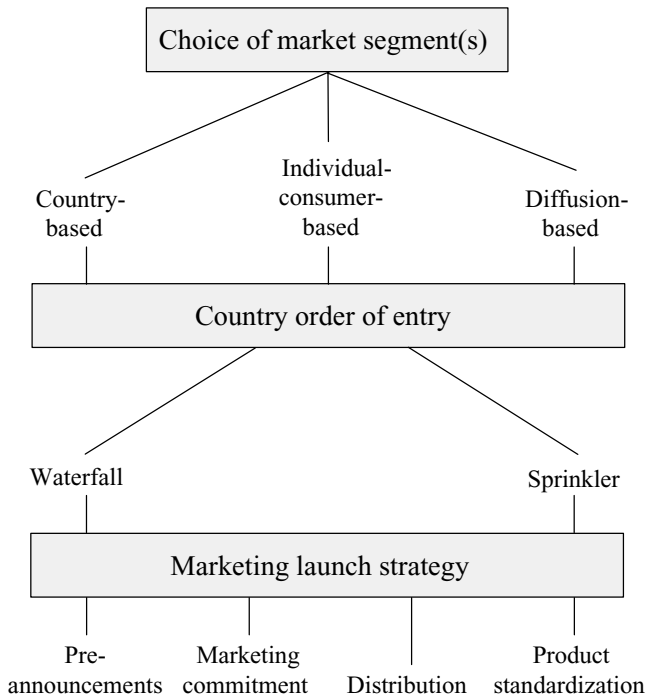 Choice of market segment(s)
Country-
based
Individual-
consumer-
based
Diffusion-
based
Country order of entry
Waterfall
Sprinkler
Marketing launch strategy
Pre-
announcements
Marketing
commitment
Distribution
Product
standardization